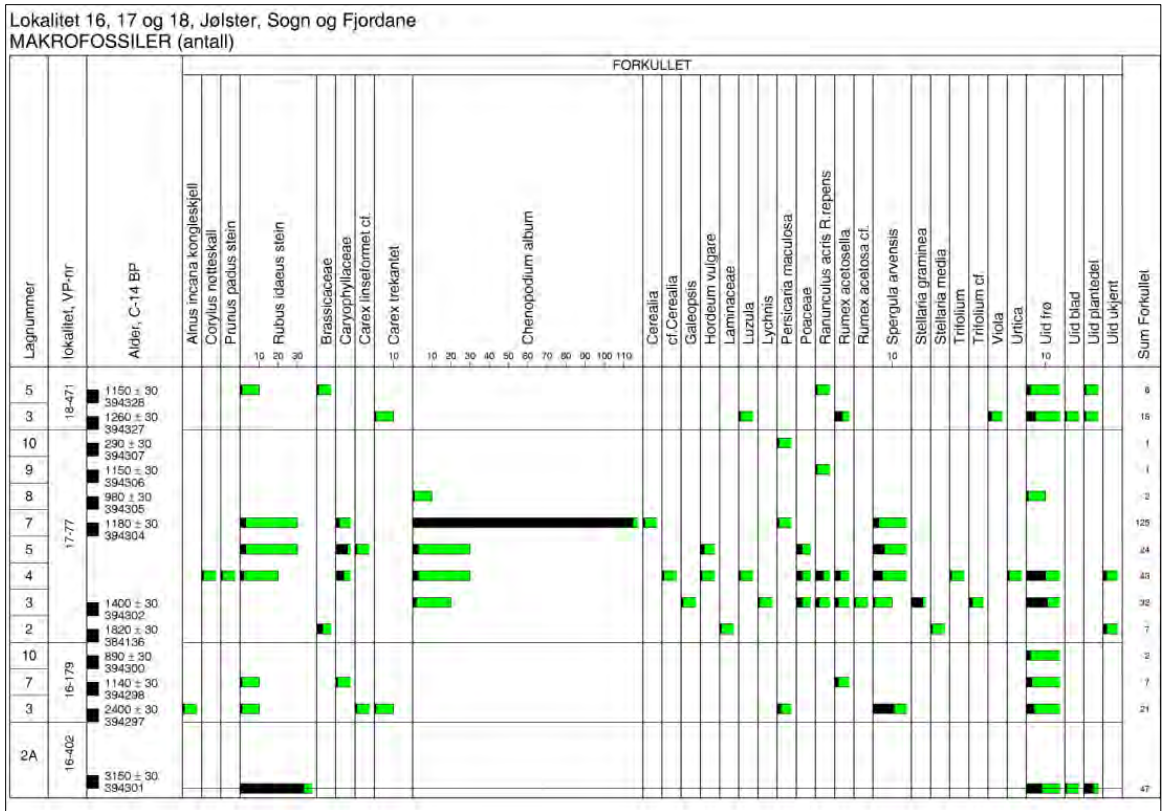 Lokalitet 16, 17 og 18, Jølster, Sogn og Fjordane
MAKROFOSSILER (antall)
FORKULLET
Lagnummer
lokalitet, VP-nr
Alder, C-14 BP
Alnus incana kongleskjell
Corylus nøtteskall
Prunus padus stein
Rubus idaeus stein
Brassicaceae
Caryophyllaceae
Carex linseformet cf.
Carex trekantet
Chenopodium album
Cerealia
cf.Cerealia
Galeopsis
Hordeum vulgare
Laminaceae
Luzula
Lychnis
Persicaria maculosa
Poaceae
Ranunculus acris R.repens
Rumex acetosella
Rumex acetosa cf.
Spergula arvensis
Stellaria graminea
Stellaria media
Trifolium
Trifolium cf.
Viola
Urtica
Uid frø
Uid blad
Uid plantedel
Uid ukjent
Sum Forkullet
10 20 30 10 10 20 30 40 50 60 70 80 90 100 110 10 10
5 18-471 1150 ± 30 6
394328
3 1260 ± 30 15
394327
10 17-77 290 ± 30 1
394307
9 1150 ± 30 1
394306
8 980 ± 30 2
394305
7 1180 ± 30 125
394304
5 24
4 43
3 1400 ± 30 32
394302
2 1820 ± 30 7
384136
10 16-179 890 ± 30 2
394300
7 1140 ± 30 7
394298
3 2400 ± 30 21
394297
2A 16-402
3150 ± 30 47
394301